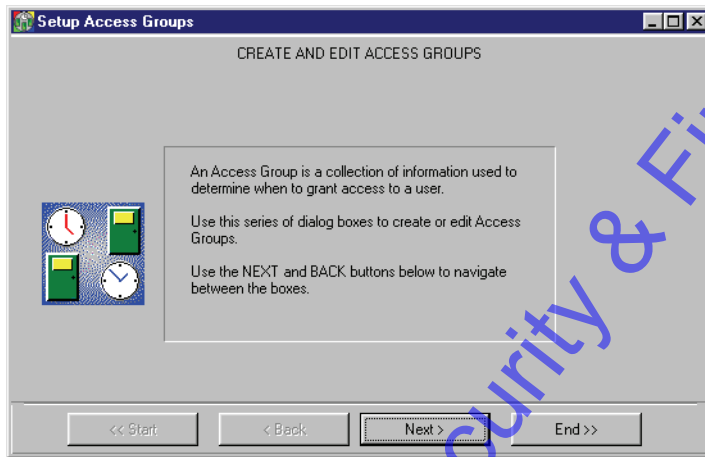 Setup Access Groups
CREATE AND EDIT ACCESS GROUPS
An Access Group is a collection of information used to
determine when to grant access to a user.
Use this series of dialog boxes to create or edit Access
Groups.
Use the NEXT and BACK buttons below to navigate
between the boxes.
<< Start
< Back
Next >
End >>
urity & Fi